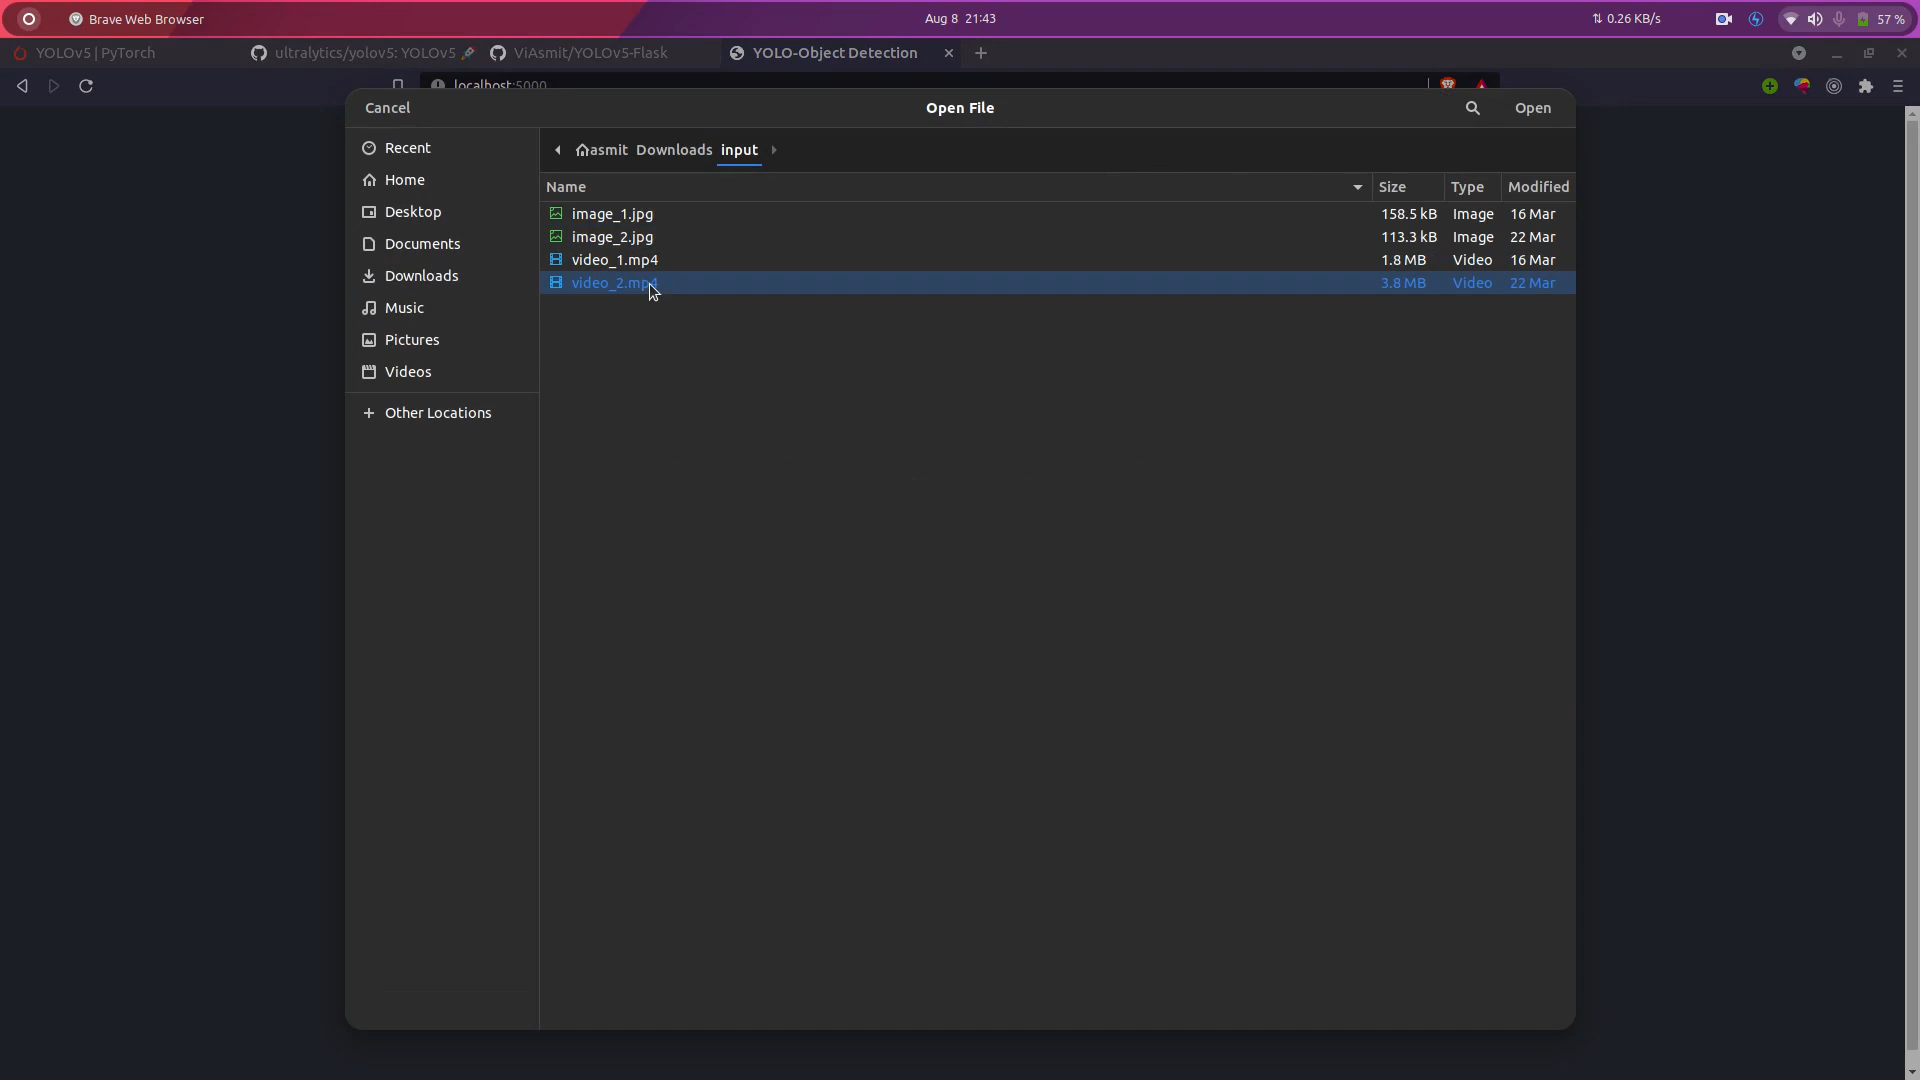 Brave Web Browser
Aug 8 21:43
0.26 KB/s
57 %
YOLOv5 | PyTorch
ultralytics/yolov5: YOLOv5
ViAsmit/YOLOv5-Flask
YOLO-Object Detection
localhost:5000
Cancel
Open File
Open
Recent
Home
Desktop
Documents
Downloads
Music
Pictures
Videos
Other Locations
asmit Downloads input
Name Size Type Modified
image_1.jpg 158.5 kB Image 16 Mar
image_2.jpg 113.3 kB Image 22 Mar
video_1.mp4 1.8 MB Video 16 Mar
video_2.mp4 3.8 MB Video 22 Mar